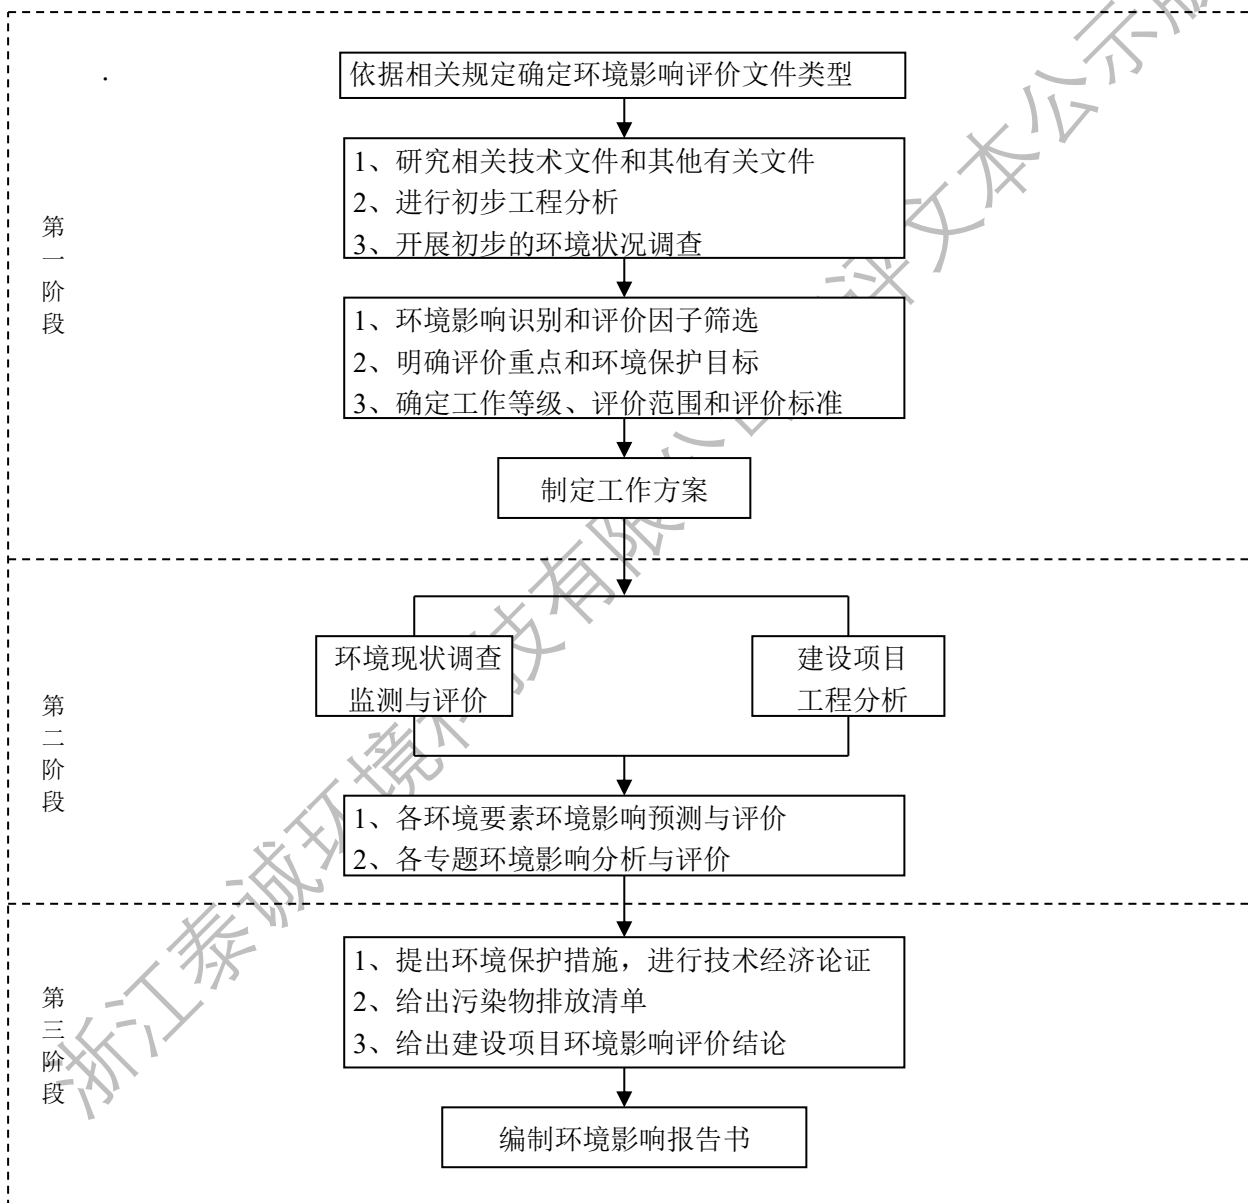 依据相关规定确定环境影响评价文件类型
1、研究相关技术文件和其他有关文件
2、进行初步工程分析
3、开展初步的环境状况调查
第一阶段
1、环境影响识别和评价因子筛选
2、明确评价重点和环境保护目标
3、确定工作等级、评价范围和评价标准
制定工作方案
环境现状调查
监测与评价
建设项目
工程分析
第二阶段
1、各环境要素环境影响预测与评价
2、各专题环境影响分析与评价
1、提出环境保护措施，进行技术经济论证
2、给出污染物排放清单
3、给出建设项目环境影响评价结论
第三阶段
编制环境影响报告书
浙江泰诚环境科技有限公司环评文本公示版